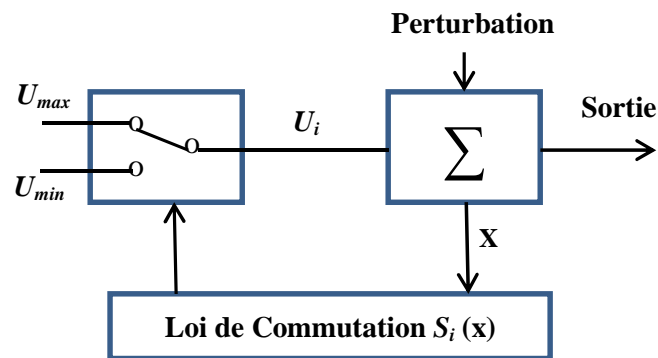 Perturbation
U_max
U_i
Sortie
∑
U_min
X
Loi de Commutation S_i (x)